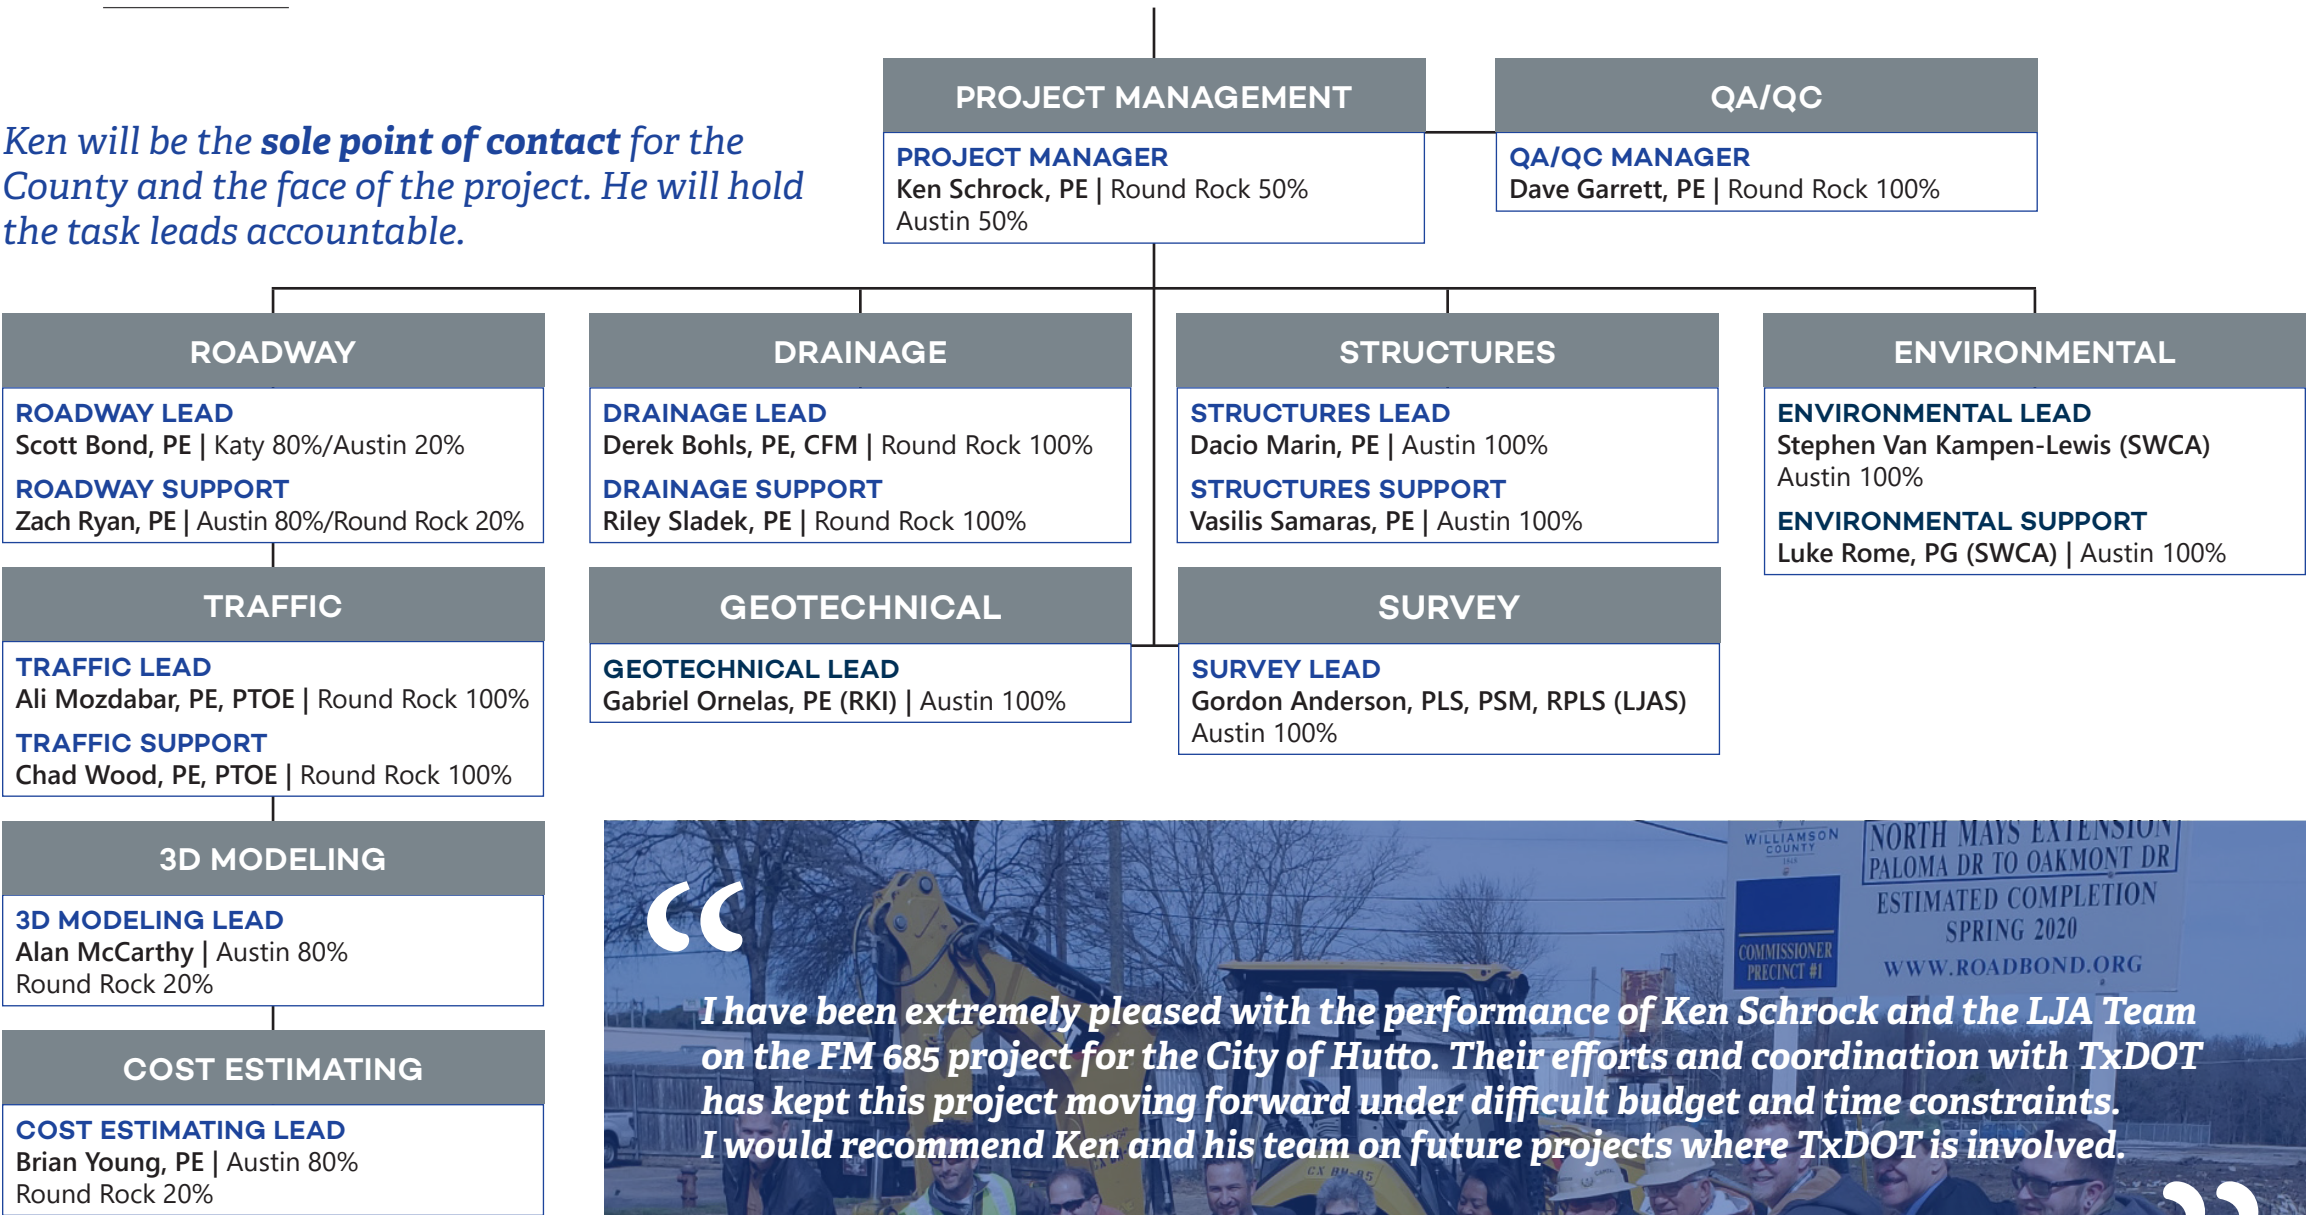 PROJECT MANAGEMENT
PROJECT MANAGER
Ken Schrock, PE | Round Rock 50%
Austin 50%
QA/QC
QA/QC MANAGER
Dave Garrett, PE | Round Rock 100%
Ken will be the sole point of contact for the
County and the face of the project. He will hold
the task leads accountable.
ROADWAY
ROADWAY LEAD
Scott Bond, PE | Katy 80%/Austin 20%
ROADWAY SUPPORT
Zach Ryan, PE | Austin 80%/Round Rock 20%
DRAINAGE
DRAINAGE LEAD
Derek Bohls, PE, CFM | Round Rock 100%
DRAINAGE SUPPORT
Riley Sladek, PE | Round Rock 100%
STRUCTURES
STRUCTURES LEAD
Dacio Marin, PE | Austin 100%
STRUCTURES SUPPORT
Vasilis Samaras, PE | Austin 100%
ENVIRONMENTAL
ENVIRONMENTAL LEAD
Stephen Van Kampen-Lewis (SWCA)
Austin 100%
ENVIRONMENTAL SUPPORT
Luke Rome, PG (SWCA) | Austin 100%
TRAFFIC
TRAFFIC LEAD
Ali Mozdabar, PE, PTOE | Round Rock 100%
TRAFFIC SUPPORT
Chad Wood, PE, PTOE | Round Rock 100%
GEOTECHNICAL
GEOTECHNICAL LEAD
Gabriel Ornelas, PE (RKI) | Austin 100%
SURVEY
SURVEY LEAD
Gordon Anderson, PLS, PSM, RPLS (LJAS)
Austin 100%
3D MODELING
3D MODELING LEAD
Alan McCarthy | Austin 80%
Round Rock 20%
COST ESTIMATING
COST ESTIMATING LEAD
Brian Young, PE | Austin 80%
Round Rock 20%
WILLIAMSON
COUNTY
COMMISSIONER
PRECINCT #1
NORTH MAYS EXTENSION
PALOMA DR TO OAKMONT DR
ESTIMATED COMPLETION
SPRING 2020
WWW.ROADBOND.ORG
“
I have been extremely pleased with the performance of Ken Schrock and the LJA Team
on the FM 685 project for the City of Hutto. Their efforts and coordination with TxDOT
has kept this project moving forward under difficult budget and time constraints.
I would recommend Ken and his team on future projects where TxDOT is involved.
”